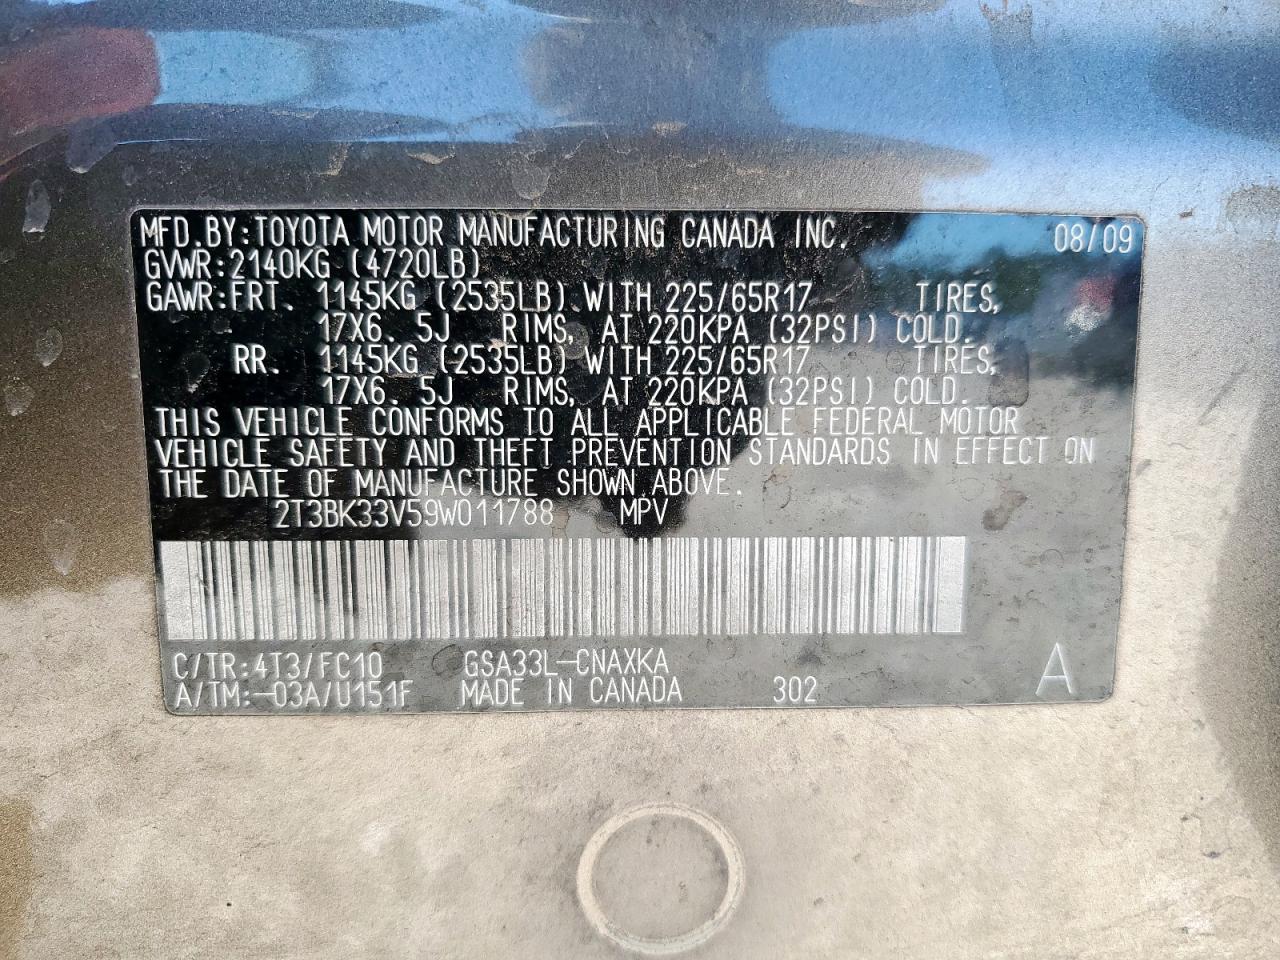 MFD.BY:TOYOTA MOTOR MANUFACTURING CANADA INC. 08/09
GVWR:2140KG (4720LB)
GAWR:FRT. 1145KG (2535LB) WITH 225/65R17 TIRES,
17X6. 5J RIMS, AT 220KPA (32PSI) COLD.
RR. 1145KG (2535LB) WITH 225/65R17 TIRES,
17X6. 5J RIMS, AT 220KPA (32PSI) COLD.
THIS VEHICLE CONFORMS TO ALL APPLICABLE FEDERAL MOTOR
VEHICLE SAFETY AND THEFT PREVENTION STANDARDS IN EFFECT ON
THE DATE OF MANUFACTURE SHOWN ABOVE.
2T3BK33V59W011788 MPV
C/TR:4T3/FC10 GSA33L-CNAXKA A
A/TM:-03A/U151F MADE IN CANADA 302